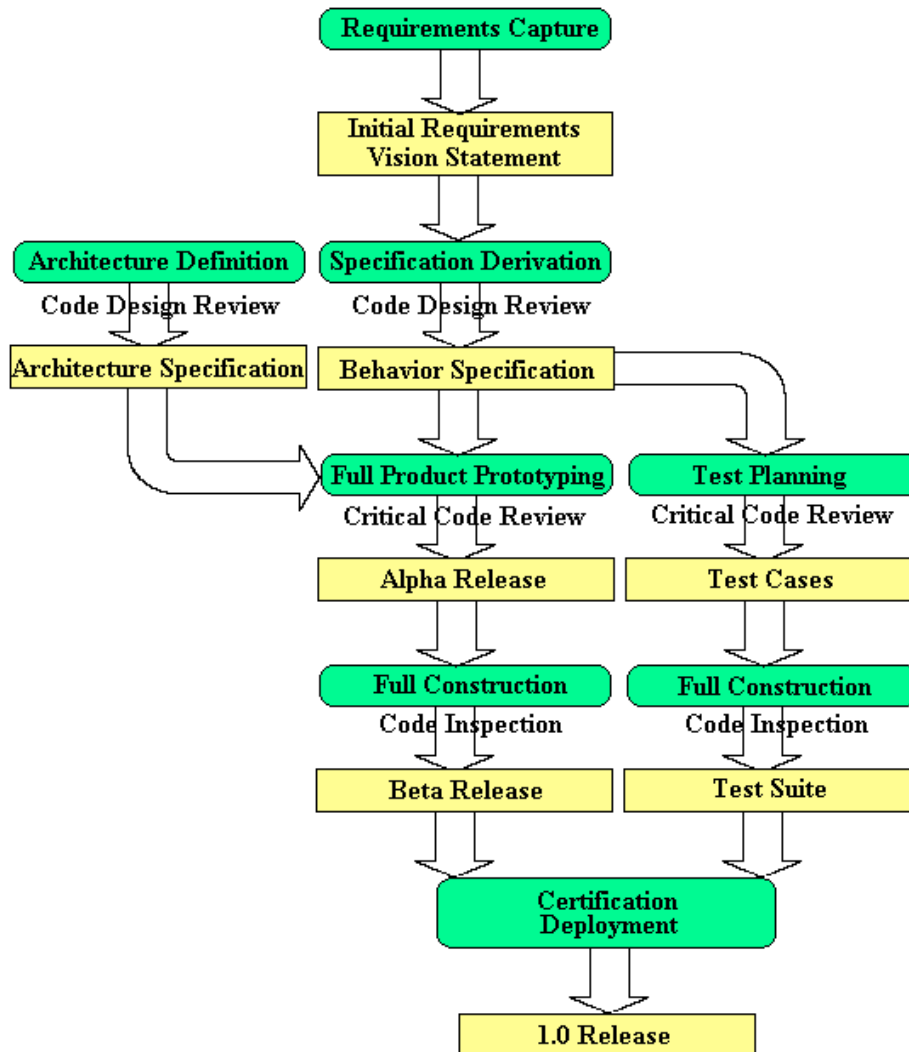 Requirements Capture
Initial Requirements
Vision Statement
Architecture Definition
Specification Derivation
Code Design Review
Code Design Review
Architecture Specification
Behavior Specification
Full Product Prototyping
Test Planning
Critical Code Review
Critical Code Review
Alpha Release
Test Cases
Full Construction
Full Construction
Code Inspection
Code Inspection
Beta Release
Test Suite
Certification
Deployment
1.0 Release